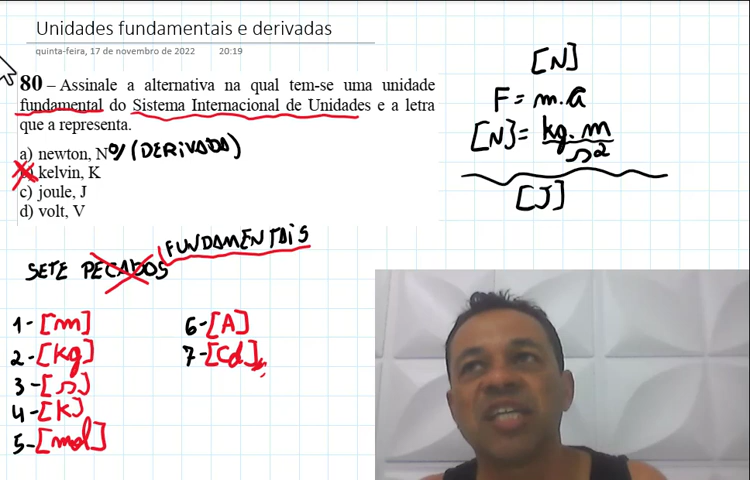 Unidades fundamentais e derivadas
quinta-feira, 17 de novembro de 2022 20:19
80 – Assinale a alternativa na qual tem-se uma unidade
fundamental do Sistema Internacional de Unidades e a letra
que a representa.
a) newton, N (DERIVADA)
b) kelvin, K
c) joule, J
d) volt, V
SETE PECADOS FUNDAMENTAIS
1- [m]
2- [kg]
3- [s]
4- [K]
5- [mol]
6- [A]
7- [Cd]
[N]
F = m.a
[N] = kg.m
s²
[J]